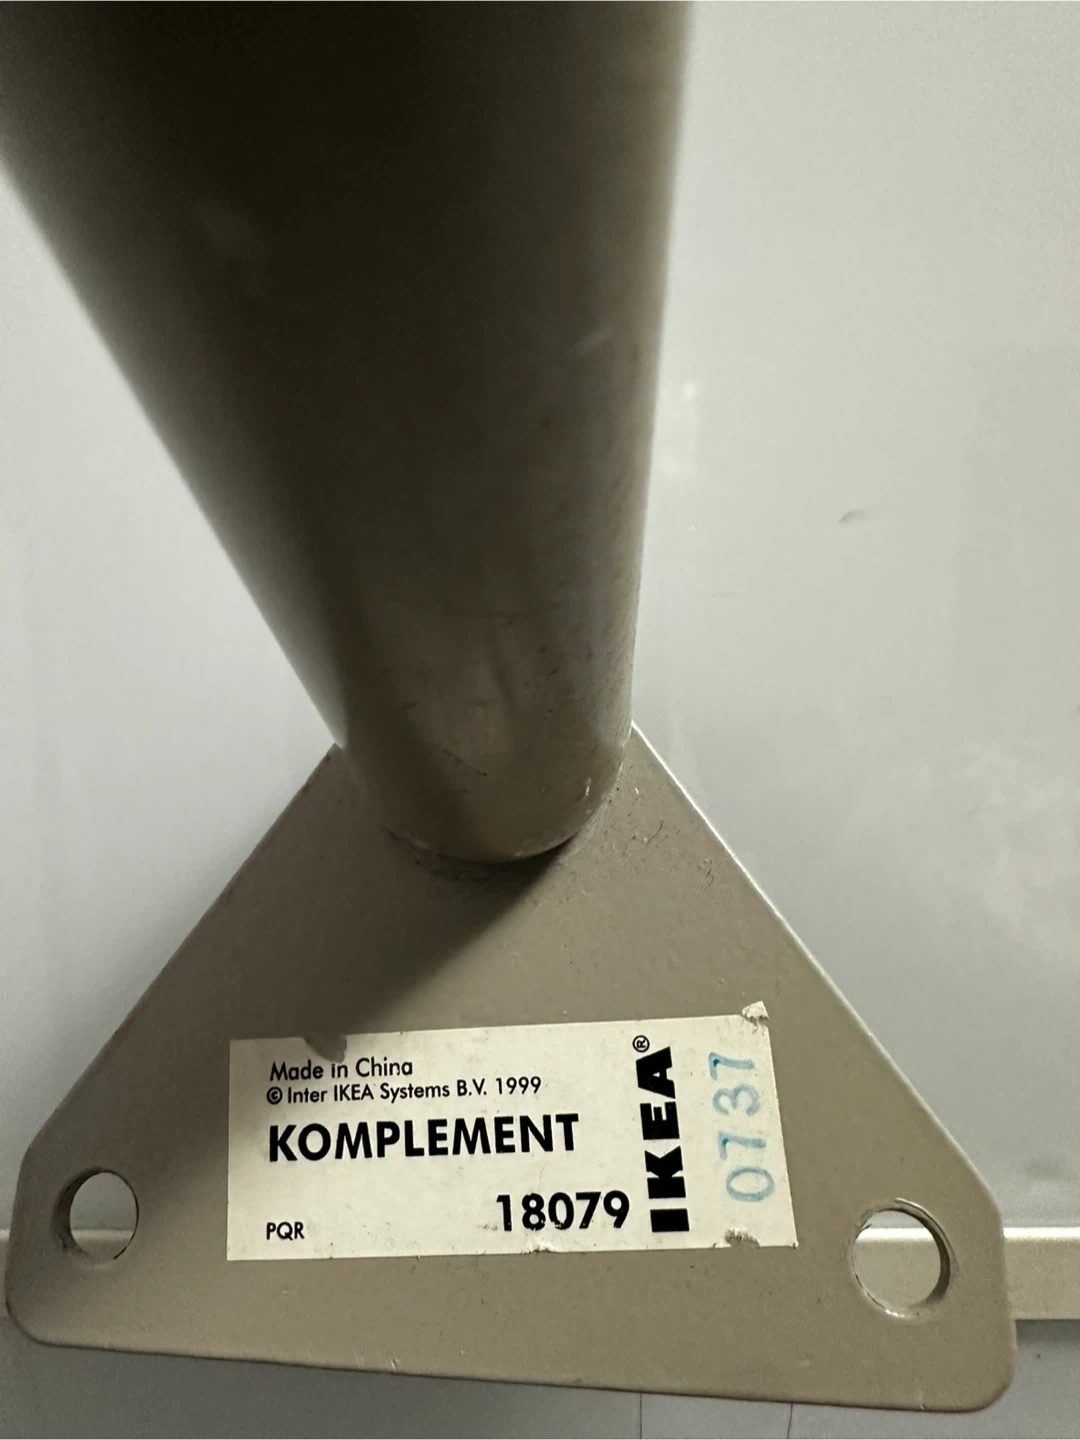 Made in China
© Inter IKEA Systems B.V. 1999
KOMPLEMENT
18079
PQR
IKEA®
0737